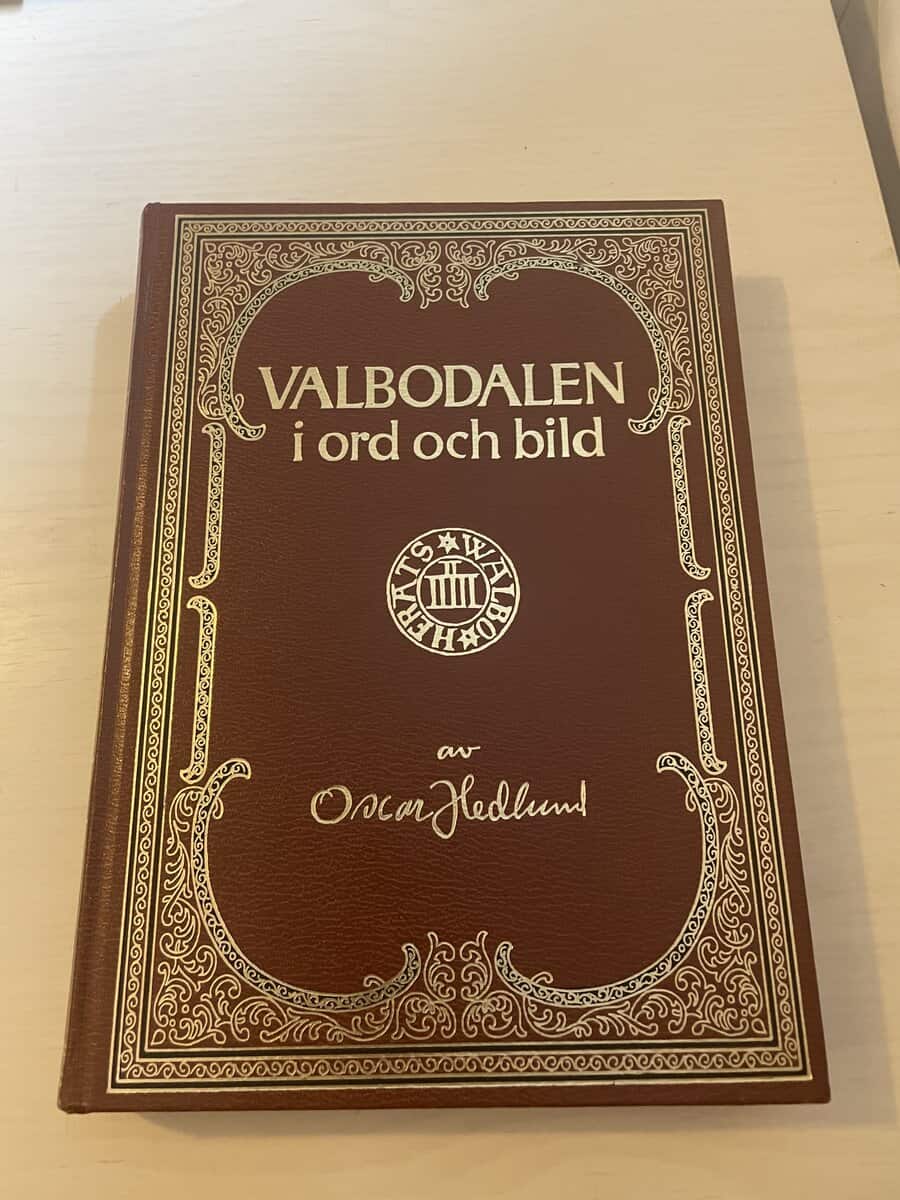 VALBODALEN
i ord och bild
WALBO ★ HERATS ★
av
Oscar Hedlund